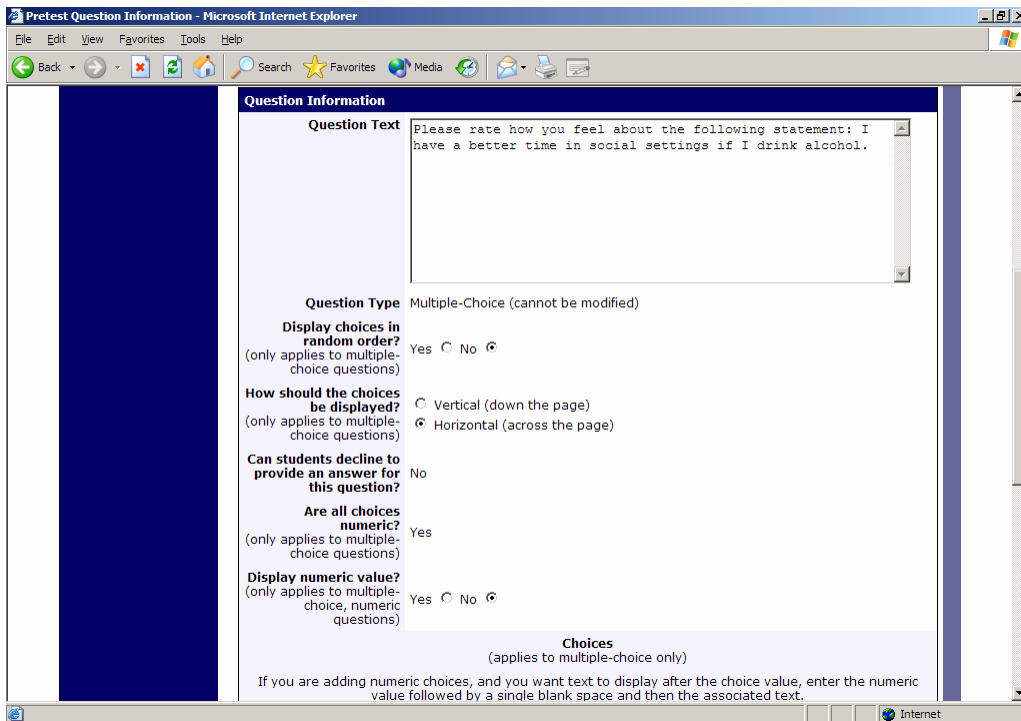 Pretest Question Information - Microsoft Internet Explorer
File Edit View Favorites Tools Help
Back Search Favorites Media
Question Information
Question Text
Please rate how you feel about the following statement: I
have a better time in social settings if I drink alcohol.
Question Type Multiple-Choice (cannot be modified)
Display choices in
random order?
(only applies to multiple-
choice questions)
Yes No
How should the choices
be displayed?
(only applies to multiple-
choice questions)
Vertical (down the page)
Horizontal (across the page)
Can students decline to
provide an answer for
this question?
No
Are all choices
numeric?
(only applies to multiple-
choice questions)
Yes
Display numeric value?
(only applies to multiple-
choice, numeric
questions)
Yes No
Choices
(applies to multiple-choice only)
If you are adding numeric choices, and you want text to display after the choice value, enter the numeric
value followed by a single blank space and then the associated text.
Internet